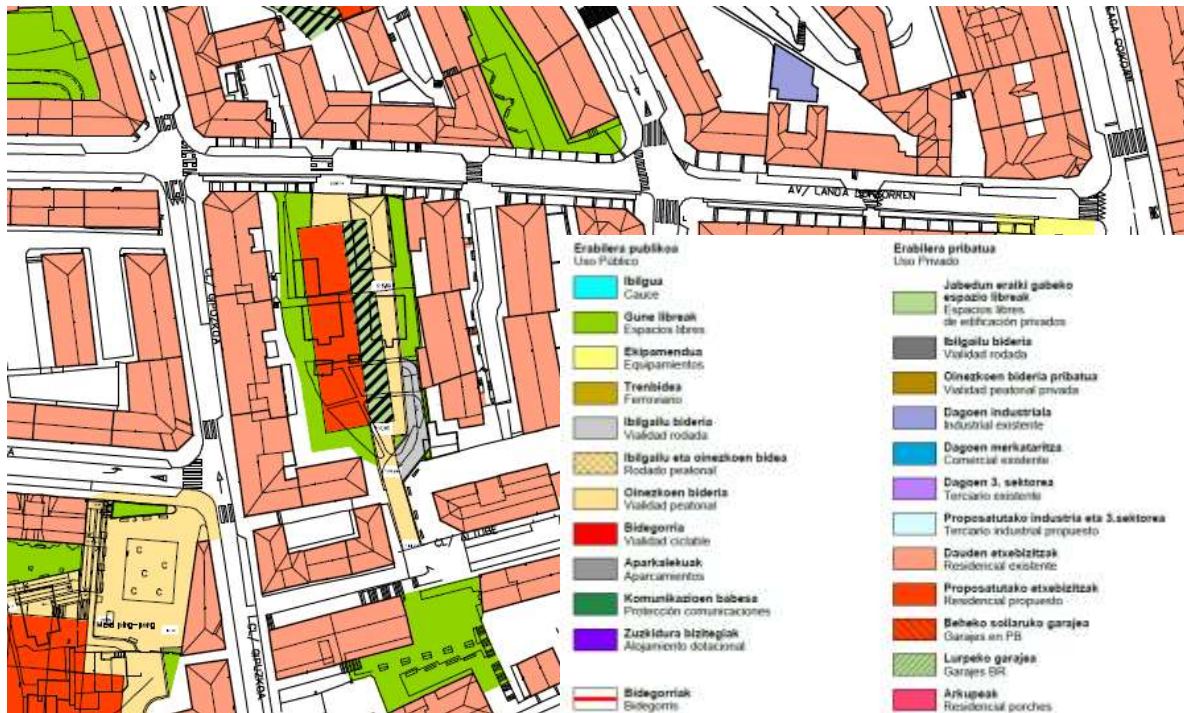 AV/ LANDA
C/ GIPUZKOA
C/ GIPUZKOA
Erabilera publikoa
Uso Público
Ibilgua
Cauce
Gune libreak
Espacios libres
Ekipamendua
Equipamientos
Trenbidea
Ferroviario
Ibilgailu bideria
Vialidad rodada
Ibilgailu eta oinezkoen bidea
Rodado peatonal
Oinezkoen bideria
Vialidad peatonal
Bidegorria
Vialidad ciclable
Aparkalekuak
Aparcamientos
Komunikazioen babesa
Protección comunicaciones
Zuzkidura bizitegiak
Alojamiento dotacional
Bidegorriak
Bidegorris
Erabilera pribatua
Uso Privado
Jabedun eraiki gabeko
espazio libreak
Espacios libres
de edificación privados
Ibilgailu bideria
Vialidad rodada
Oinezkoen bideria pribatua
Vialidad peatonal privada
Dagoen industriala
Industrial existente
Dagoen merkataritza
Comercial existente
Dagoen 3. sektorea
Terciario existente
Proposatutako industria eta 3.sektorea
Terciario industrial propuesto
Dauden etxebizitzak
Residencial existente
Proposatutako etxebizitzak
Residencial propuesto
Beheko solairuko garajea
Garajes en PB
Lurpeko garajea
Garajes BR
Arkupeak
Residencial porches